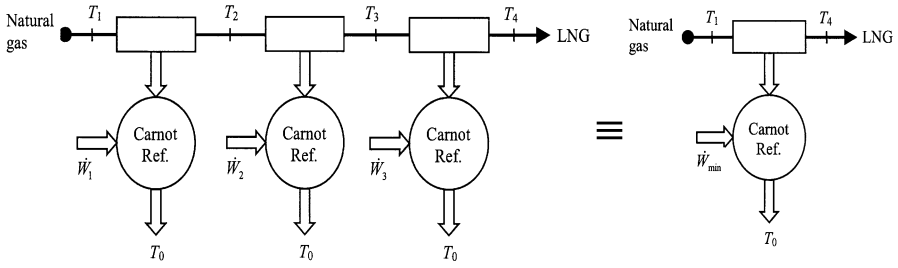 Natural gas T₁ T₂ T₃ T₄ LNG
Carnot Ref. Carnot Ref. Carnot Ref.
Ẇ₁ Ẇ₂ Ẇ₃
T₀ T₀ T₀
≡
Natural gas T₁ T₄ LNG
Carnot Ref.
Ẇmin
T₀